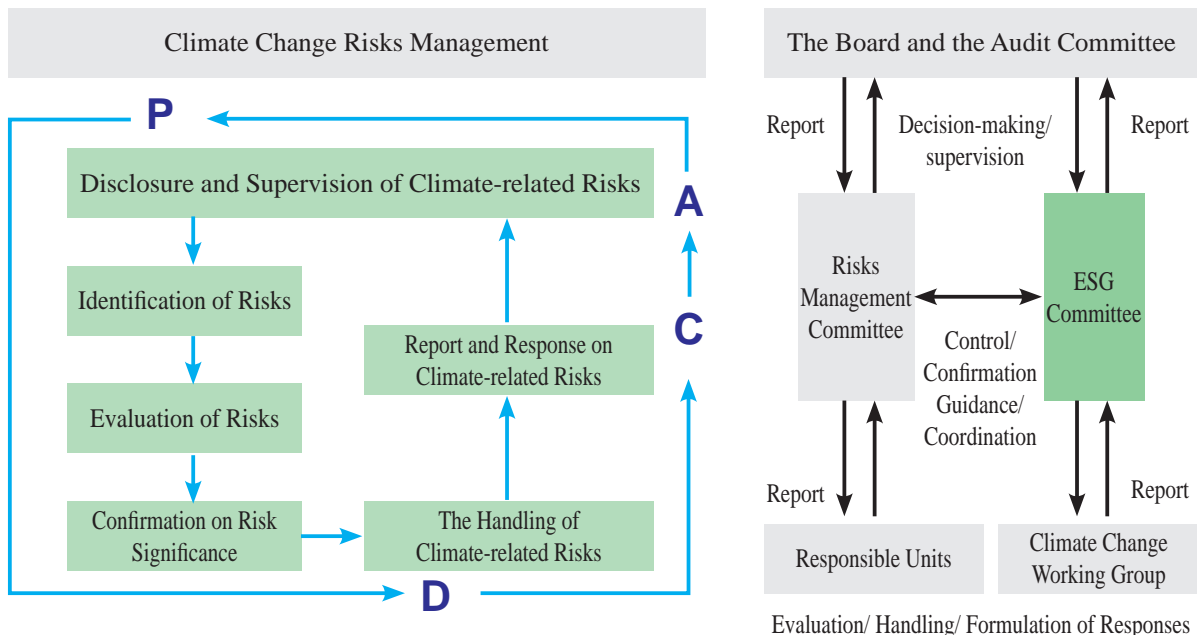 Climate Change Risks Management
P
Disclosure and Supervision of Climate-related Risks
A
Identification of Risks
C
Report and Response on
Climate-related Risks
Evaluation of Risks
Confirmation on Risk
Significance
The Handling of
Climate-related Risks
D
The Board and the Audit Committee
Report
Decision-making/
supervision
Report
Risks
Management
Committee
ESG
Committee
Control/
Confirmation
Guidance/
Coordination
Report
Report
Responsible Units
Climate Change
Working Group
Evaluation/ Handling/ Formulation of Responses